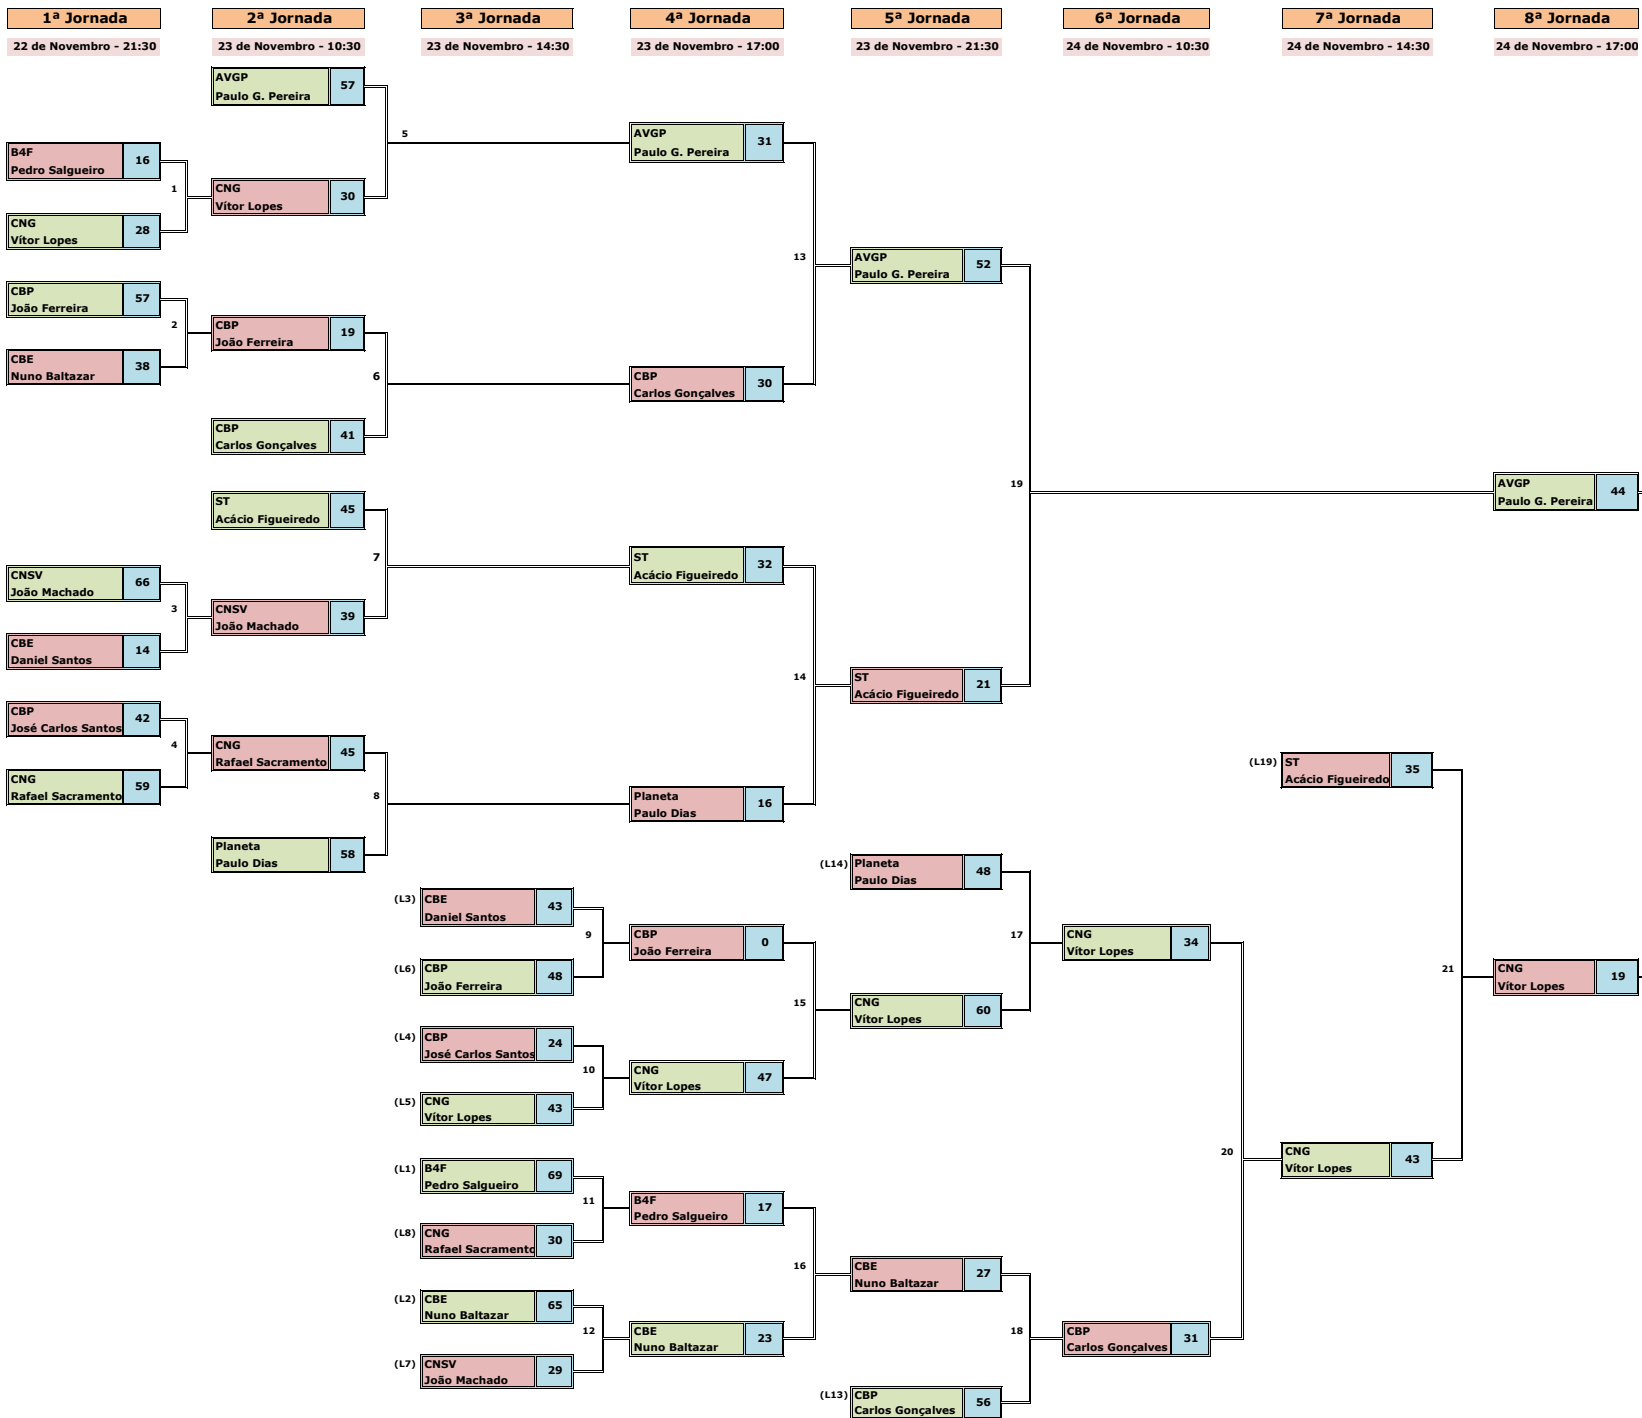 1ª Jornada
2ª Jornada
3ª Jornada
4ª Jornada
5ª Jornada
6ª Jornada
7ª Jornada
8ª Jornada
22 de Novembro - 21:30
23 de Novembro - 10:30
23 de Novembro - 14:30
23 de Novembro - 17:00
23 de Novembro - 21:30
24 de Novembro - 10:30
24 de Novembro - 14:30
24 de Novembro - 17:00
B4F
Pedro Salgueiro
16
1
CNG
Vítor Lopes
28
CBP
João Ferreira
57
2
CBE
Nuno Baltazar
38
CNSV
João Machado
66
3
CBE
Daniel Santos
14
CBP
José Carlos Santos
42
4
CNG
Rafael Sacramento
59
AVGP
Paulo G. Pereira
57
5
CNG
Vítor Lopes
30
CBP
João Ferreira
19
6
CBP
Carlos Gonçalves
41
ST
Acácio Figueiredo
45
7
CNSV
João Machado
39
CNG
Rafael Sacramento
45
8
Planeta
Paulo Dias
58
(L3)
CBE
Daniel Santos
43
9
(L6)
CBP
João Ferreira
48
(L4)
CBP
José Carlos Santos
24
10
(L5)
CNG
Vítor Lopes
43
(L1)
B4F
Pedro Salgueiro
69
11
(L8)
CNG
Rafael Sacramento
30
(L2)
CBE
Nuno Baltazar
65
12
(L7)
CNSV
João Machado
29
AVGP
Paulo G. Pereira
31
13
CBP
Carlos Gonçalves
30
ST
Acácio Figueiredo
32
14
Planeta
Paulo Dias
16
CBP
João Ferreira
0
15
CNG
Vítor Lopes
47
B4F
Pedro Salgueiro
17
16
CBE
Nuno Baltazar
23
AVGP
Paulo G. Pereira
52
19
ST
Acácio Figueiredo
21
(L14)
Planeta
Paulo Dias
48
17
CNG
Vítor Lopes
60
CBE
Nuno Baltazar
27
18
(L13)
CBP
Carlos Gonçalves
56
CNG
Vítor Lopes
34
20
CBP
Carlos Gonçalves
31
(L19)
ST
Acácio Figueiredo
35
21
CNG
Vítor Lopes
43
AVGP
Paulo G. Pereira
44
CNG
Vítor Lopes
19